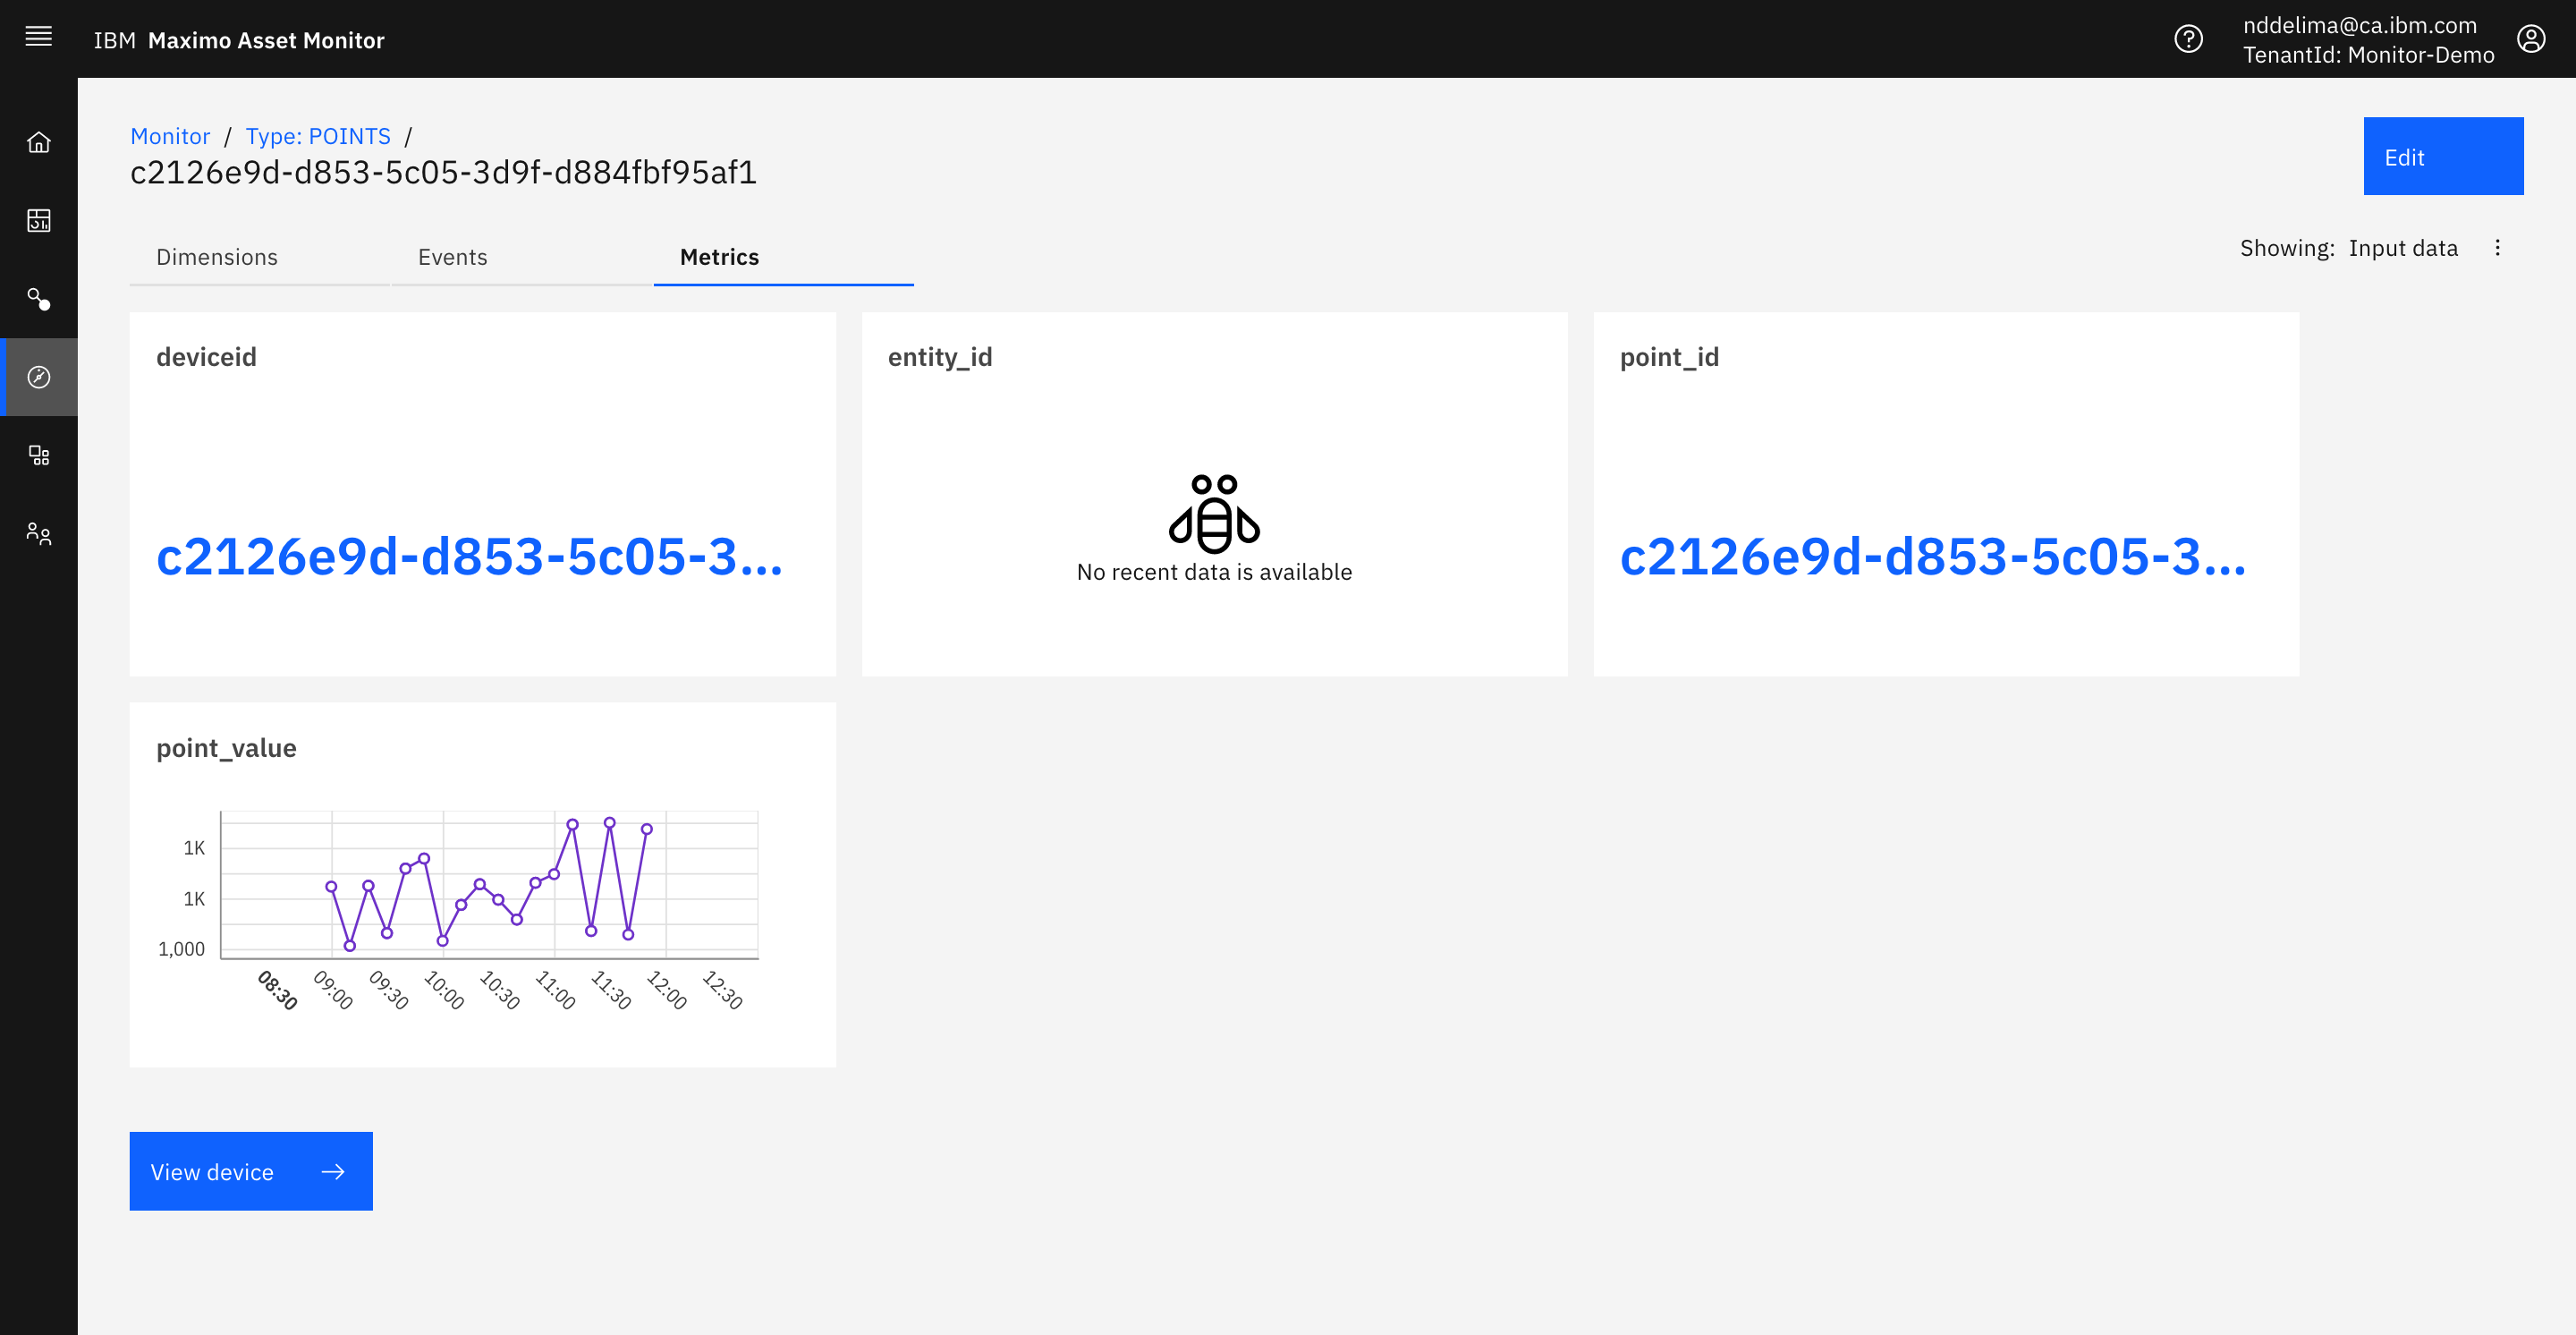 IBM Maximo Asset Monitor
nddelima@ca.ibm.com
TenantId: Monitor-Demo
Monitor / Type: POINTS /
c2126e9d-d853-5c05-3d9f-d884fbf95af1
Edit
Dimensions Events Metrics
Showing: Input data
deviceid
c2126e9d-d853-5c05-3...
entity_id
No recent data is available
point_id
c2126e9d-d853-5c05-3...
point_value
1K
1K
1,000
08:30 09:00 09:30 10:00 10:30 11:00 11:30 12:00 12:30
View device